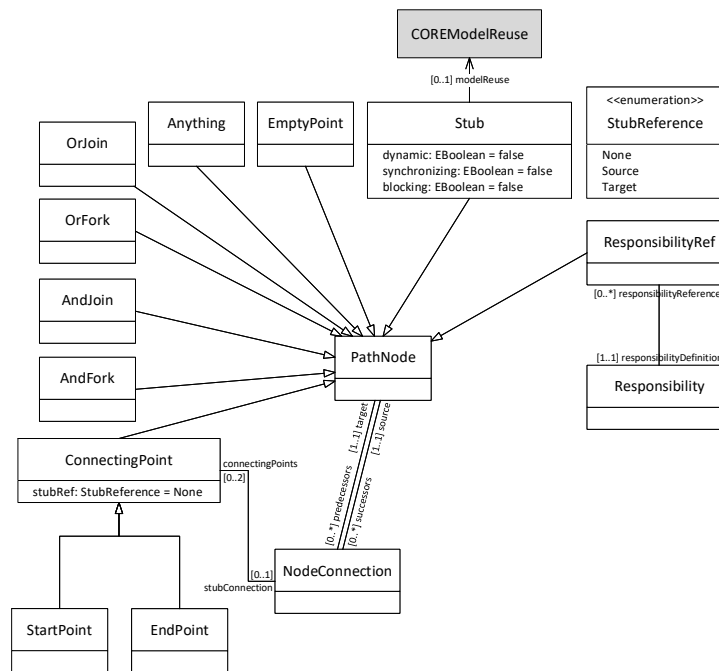 COREModelReuse
[0..1] modelReuse
<<enumeration>>
StubReference
None
Source
Target
Anything
EmptyPoint
Stub
dynamic: EBoolean = false
synchronizing: EBoolean = false
blocking: EBoolean = false
OrJoin
OrFork
ResponsibilityRef
[0..*] responsibilityReference
AndJoin
PathNode
[1..1] responsibilityDefinition
Responsibility
AndFork
[1..1] target
[1..1] source
ConnectingPoint
stubRef: StubReference = None
connectingPoints
[0..2]
[0..*] predecessors
[0..*] successors
[0..1]
stubConnection
NodeConnection
StartPoint
EndPoint